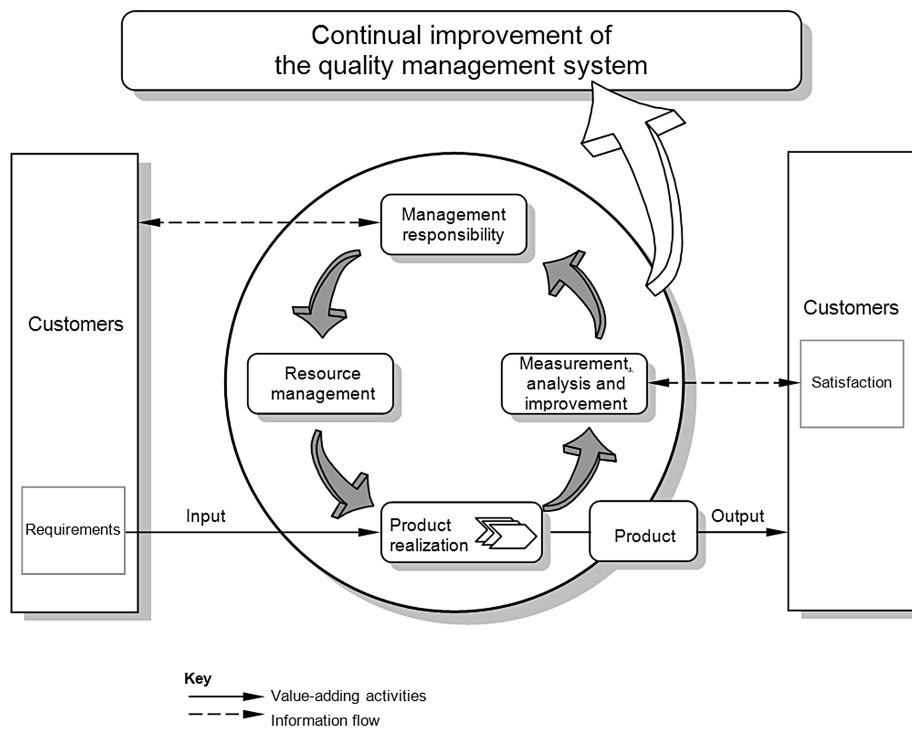 Continual improvement of
the quality management system
Management
responsibility
Customers
Customers
Resource
management
Measurement,
analysis and
improvement
Satisfaction
Requirements
Input
Product
realization
Product
Output
Key
Value-adding activities
Information flow